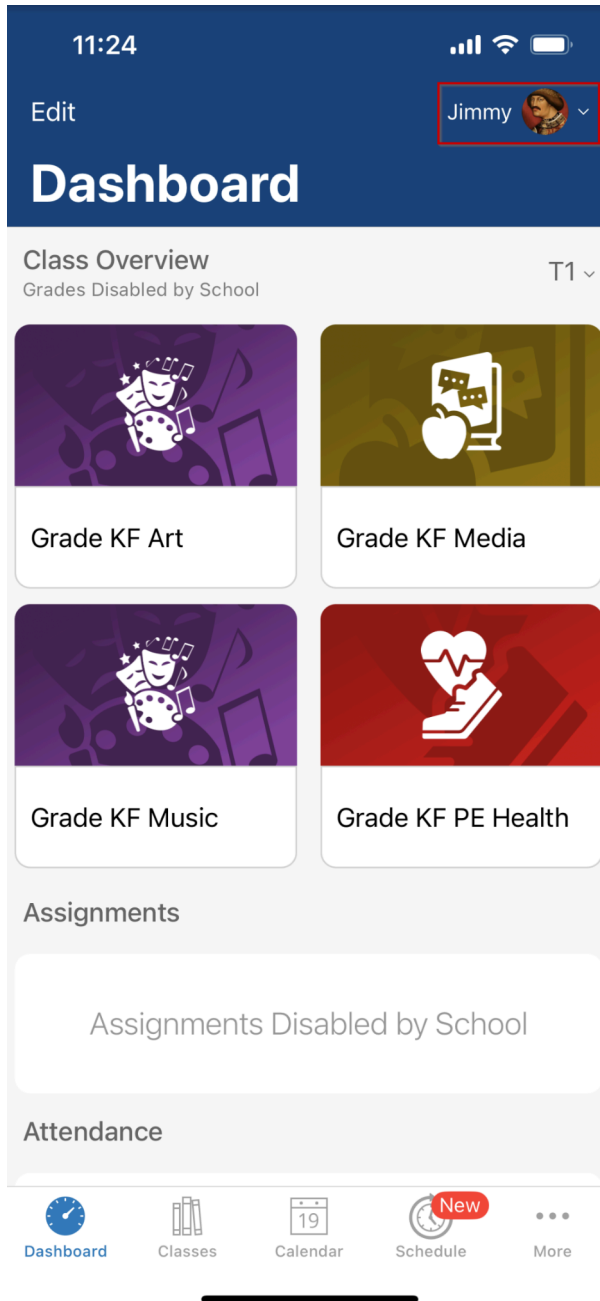 11:24
Edit
Jimmy
Dashboard
Class Overview
Grades Disabled by School
T1
Grade KF Art
Grade KF Media
Grade KF Music
Grade KF PE Health
Assignments
Assignments Disabled by School
Attendance
19
New
Dashboard
Classes
Calendar
Schedule
More